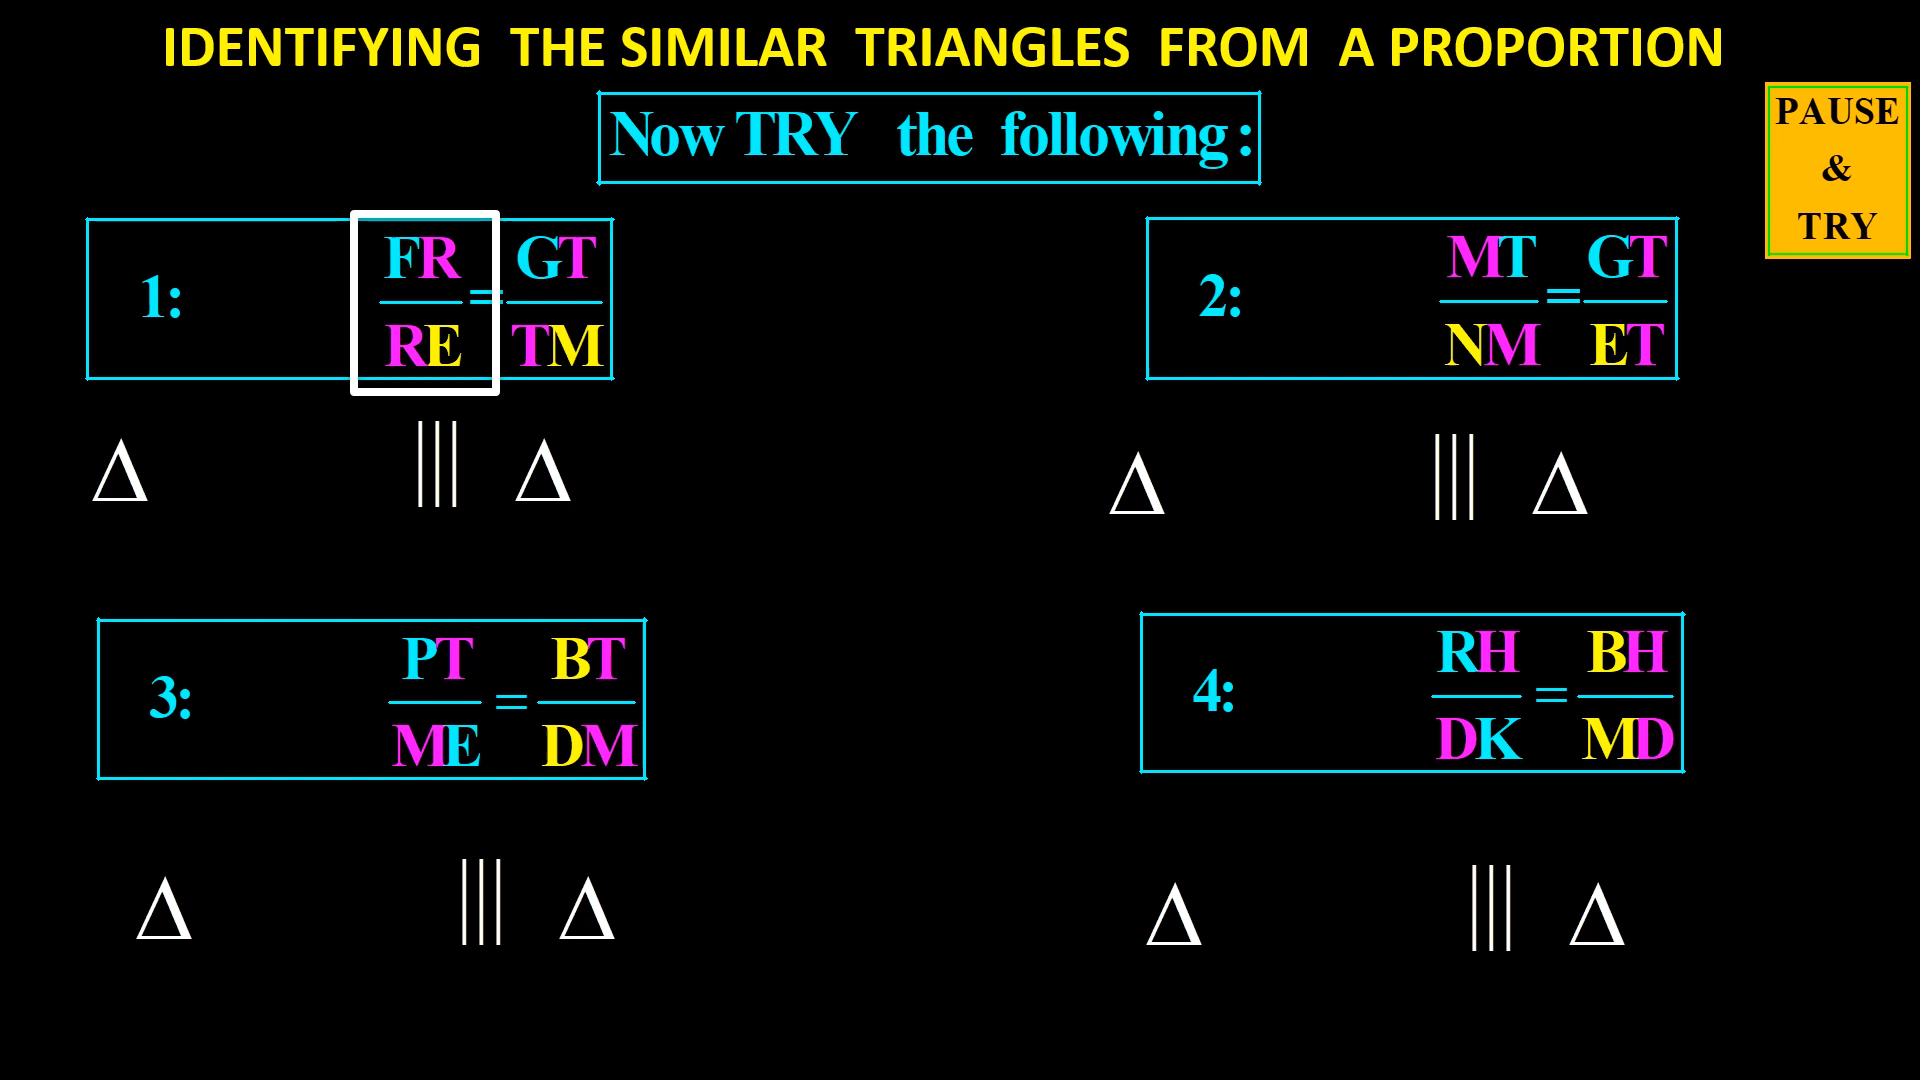 IDENTIFYING THE SIMILAR TRIANGLES FROM A PROPORTION
Now TRY the following:
PAUSE
&
TRY
1: FR/RE = GT/TM
2: MT/NM = GT/ET
Δ ||| Δ
Δ ||| Δ
3: PT/ME = BT/DM
4: RH/DK = BH/MD
Δ ||| Δ
Δ ||| Δ